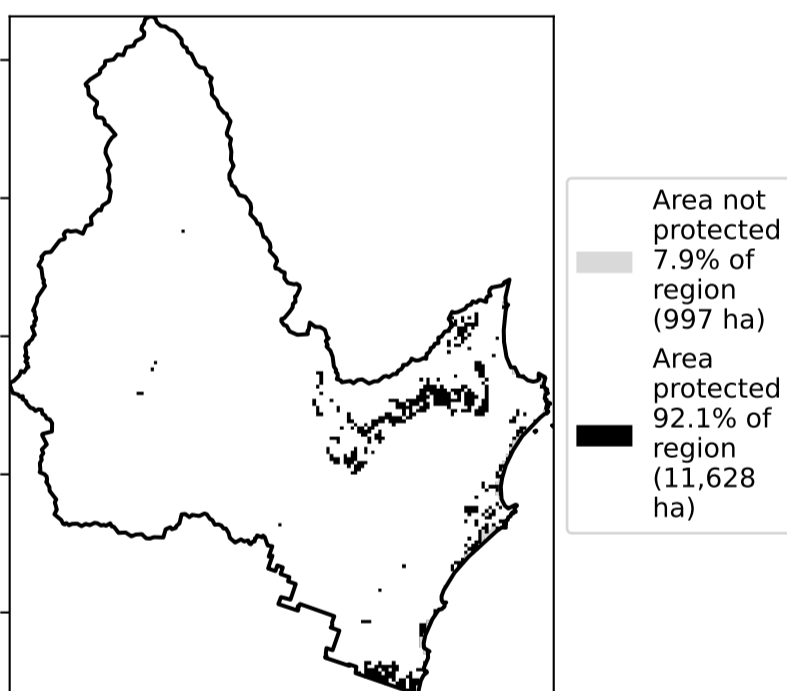 Area not
protected
7.9% of
region
(997 ha)
Area
protected
92.1% of
region
(11,628
ha)